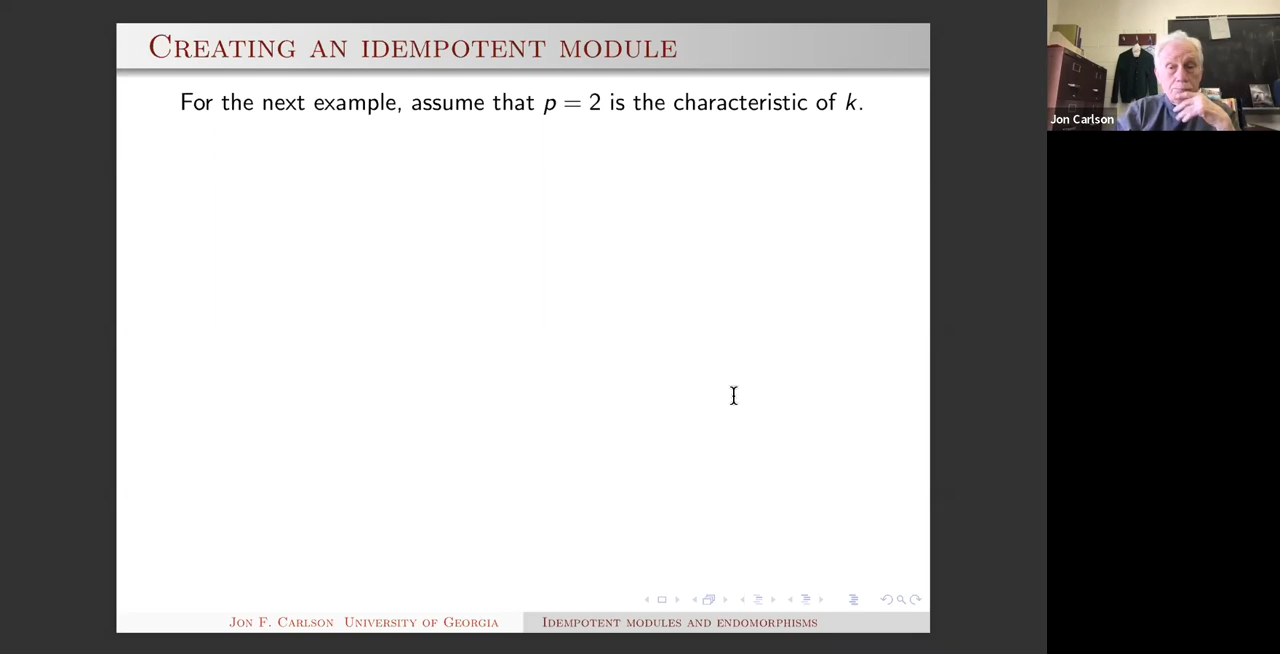 Creating an idempotent module
For the next example, assume that p = 2 is the characteristic of k.
Jon Carlson
Jon F. Carlson University of Georgia
Idempotent modules and endomorphisms